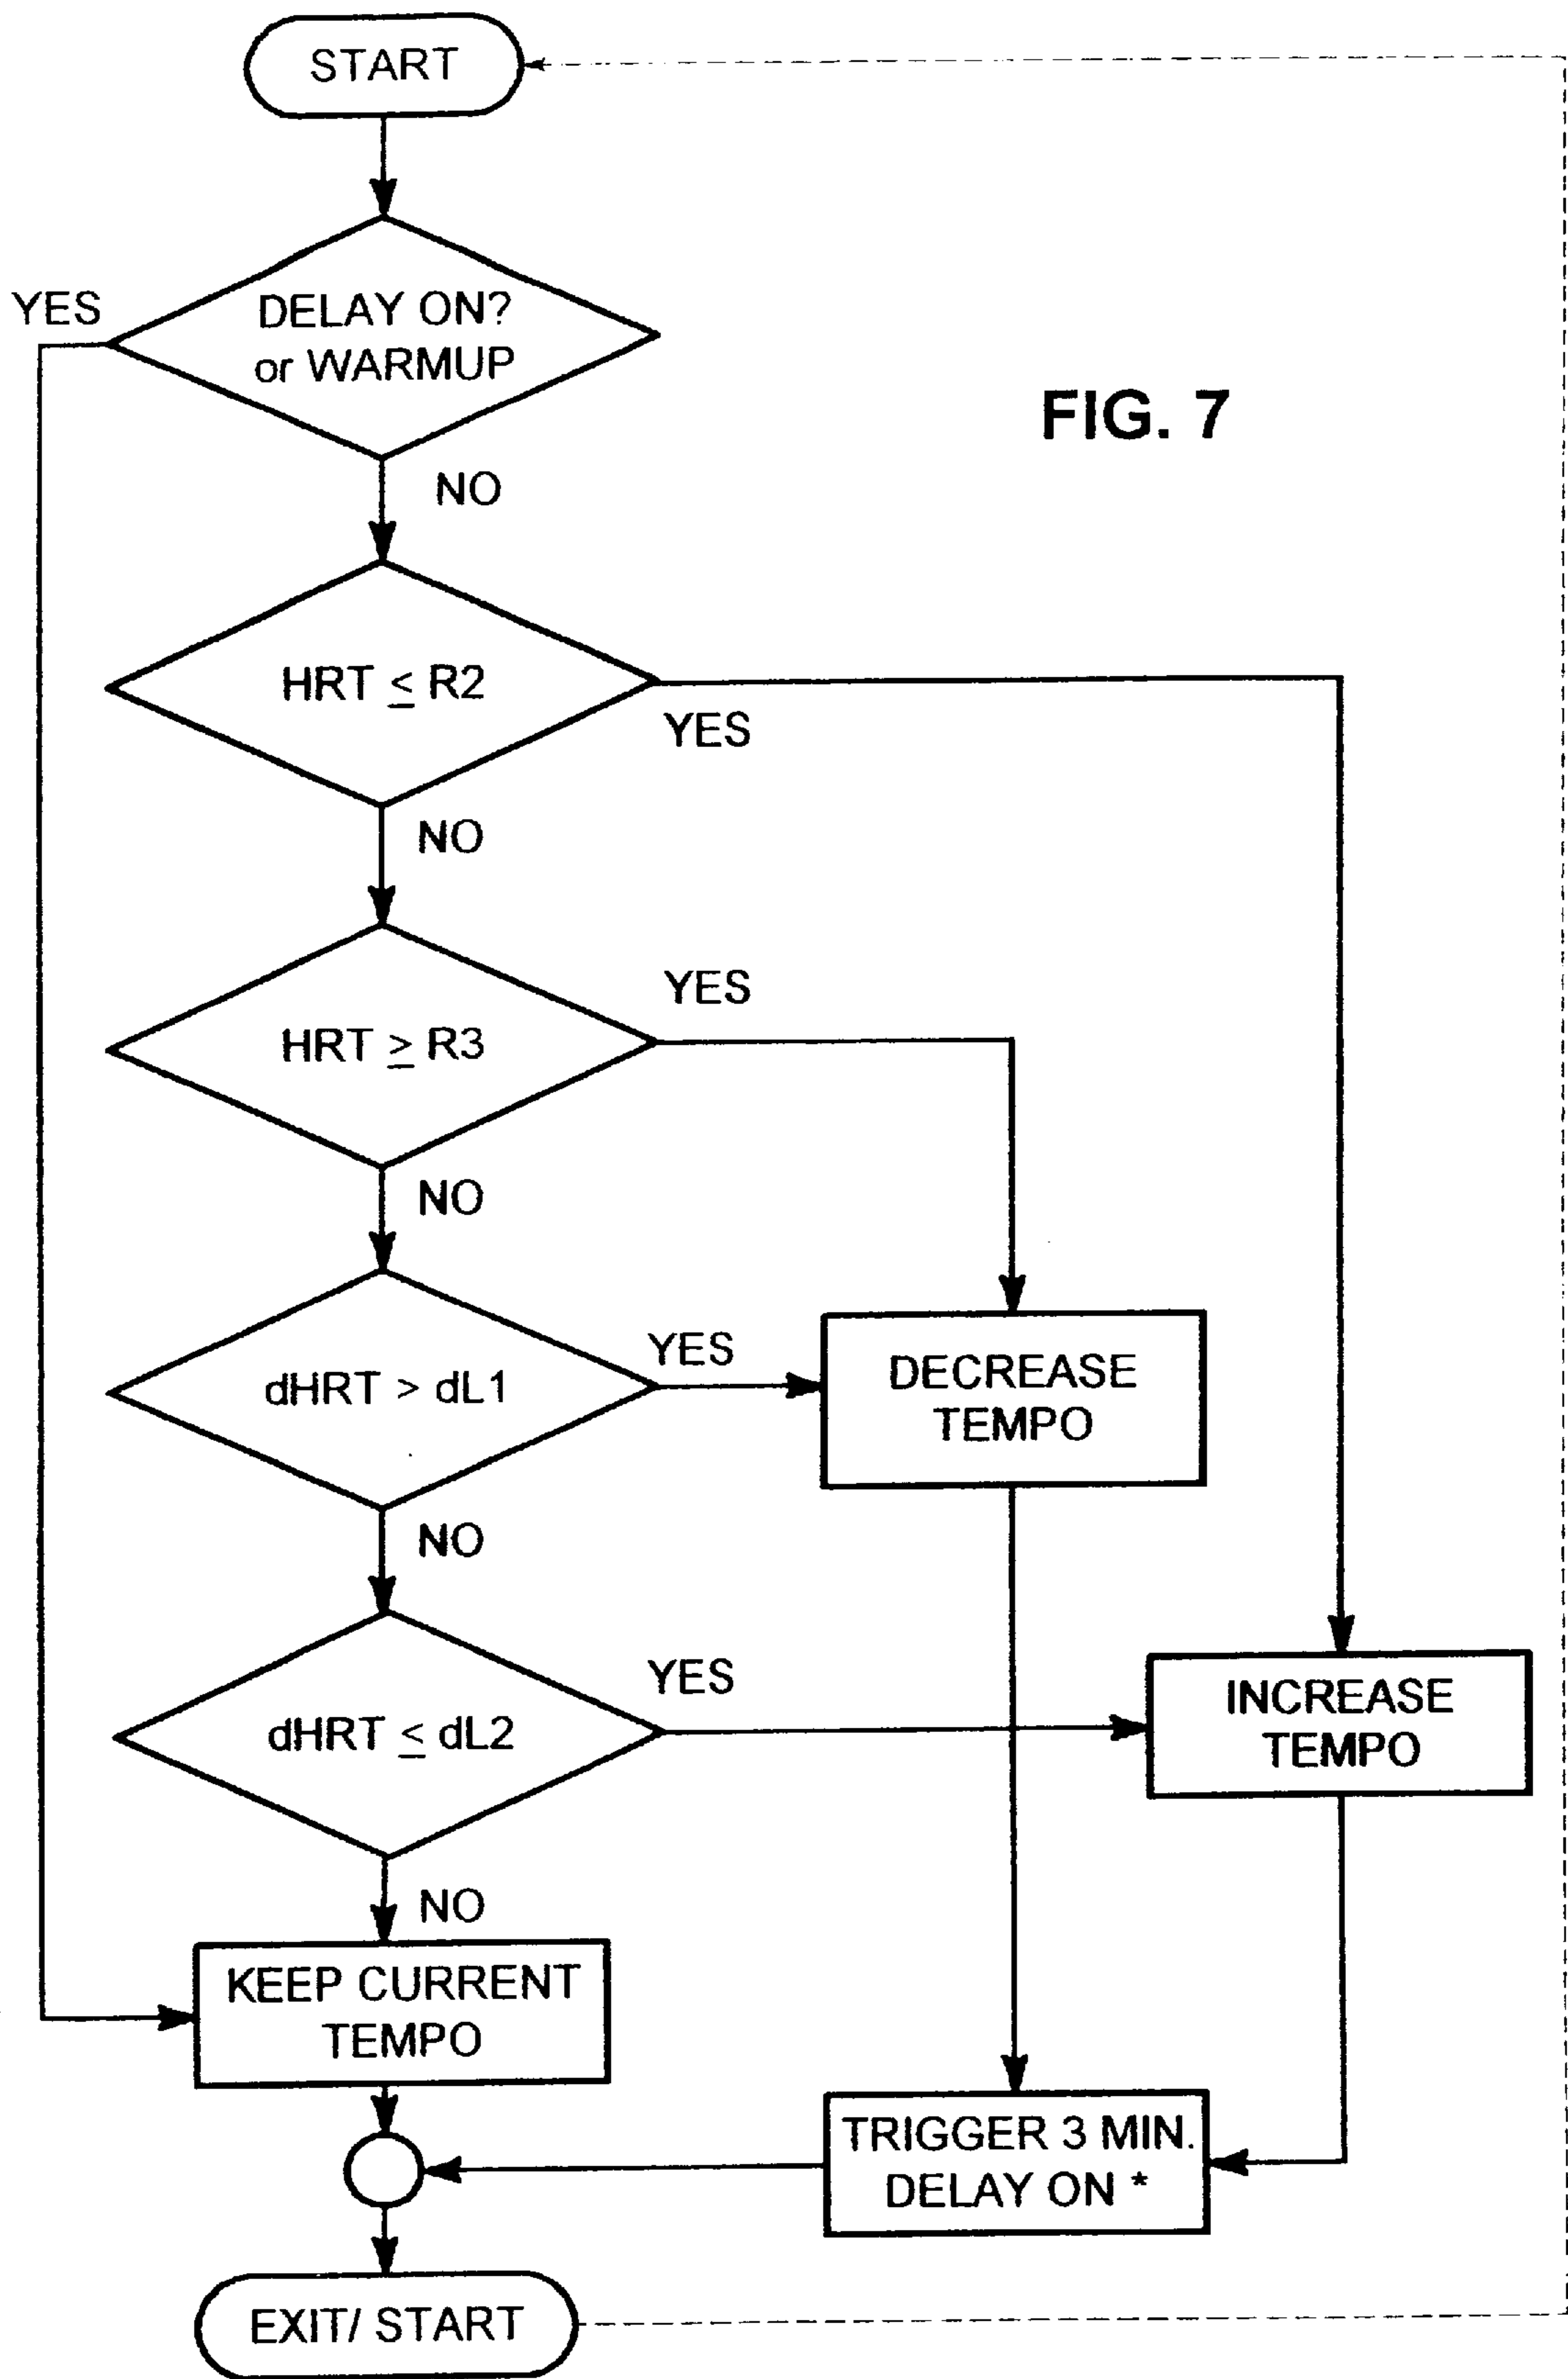 START
YES
DELAY ON?
or WARMUP
FIG. 7
NO
HRT ≤ R2
YES
NO
YES
HRT ≥ R3
NO
YES
dHRT > dL1
DECREASE
TEMPO
NO
YES
dHRT ≤ dL2
INCREASE
TEMPO
NO
KEEP CURRENT
TEMPO
TRIGGER 3 MIN.
DELAY ON *
EXIT/ START